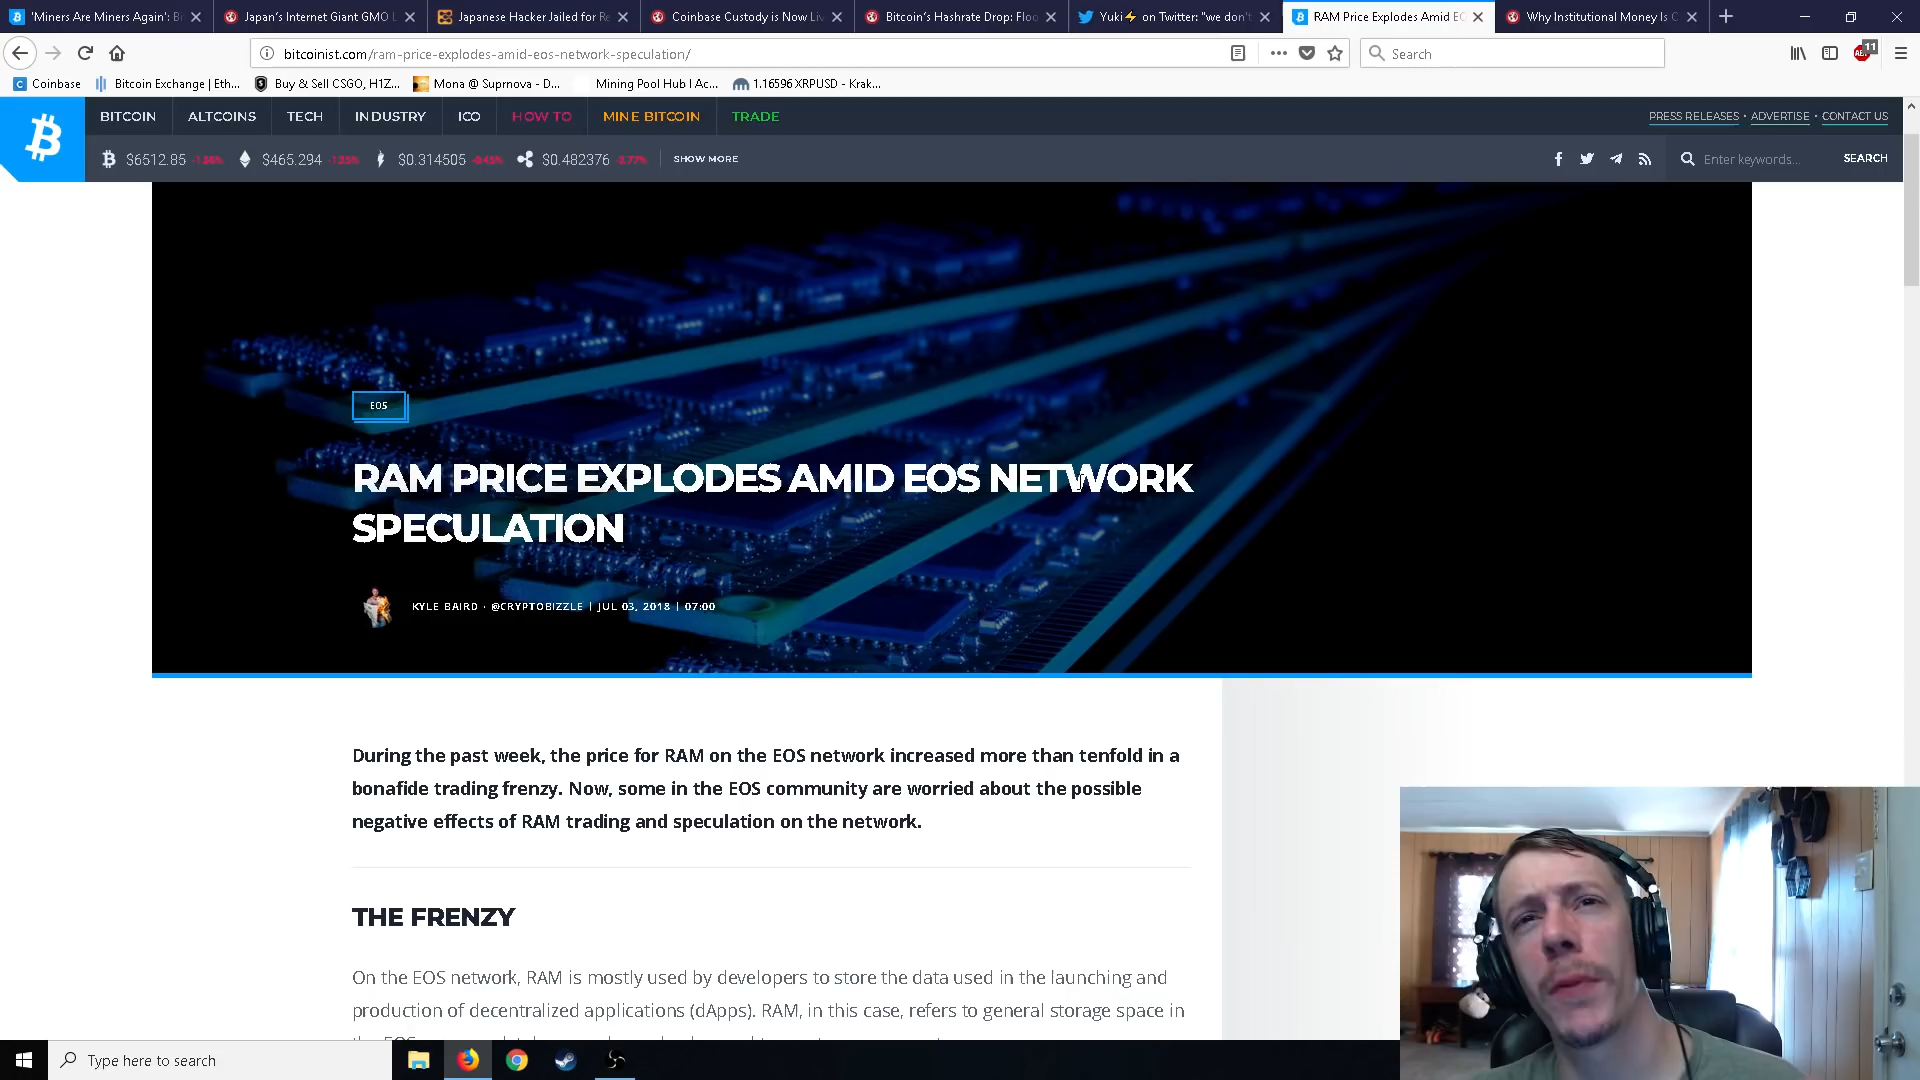 'Miners Are Miners Again': B
Japan's Internet Giant GMO L
Japanese Hacker Jailed for Re
Coinbase Custody is Now Liv
Bitcoin's Hashrate Drop: Floo
Yuki⚡ on Twitter: "we don't
RAM Price Explodes Amid EO
Why Institutional Money Is C
bitcoinist.com/ram-price-explodes-amid-eos-network-speculation/
Search
11
Coinbase
Bitcoin Exchange | Eth...
Buy & Sell CSGO, H1Z...
Mona @ Suprnova - D...
Mining Pool Hub | Ac...
1.16596 XRPUSD - Krak...
BITCOIN
ALTCOINS
TECH
INDUSTRY
ICO
HOW TO
MINE BITCOIN
TRADE
PRESS RELEASES • ADVERTISE • CONTACT US
$6512.85
$465.294
$0.314505
$0.482376
SHOW MORE
Enter keywords...
SEARCH
EOS
RAM PRICE EXPLODES AMID EOS NETWORK
SPECULATION
KYLE BAIRD · @CRYPTOBIZZLE | JUL 03, 2018 | 07:00
During the past week, the price for RAM on the EOS network increased more than tenfold in a
bonafide trading frenzy. Now, some in the EOS community are worried about the possible
negative effects of RAM trading and speculation on the network.
THE FRENZY
On the EOS network, RAM is mostly used by developers to store the data used in the launching and
production of decentralized applications (dApps). RAM, in this case, refers to general storage space in
Type here to search